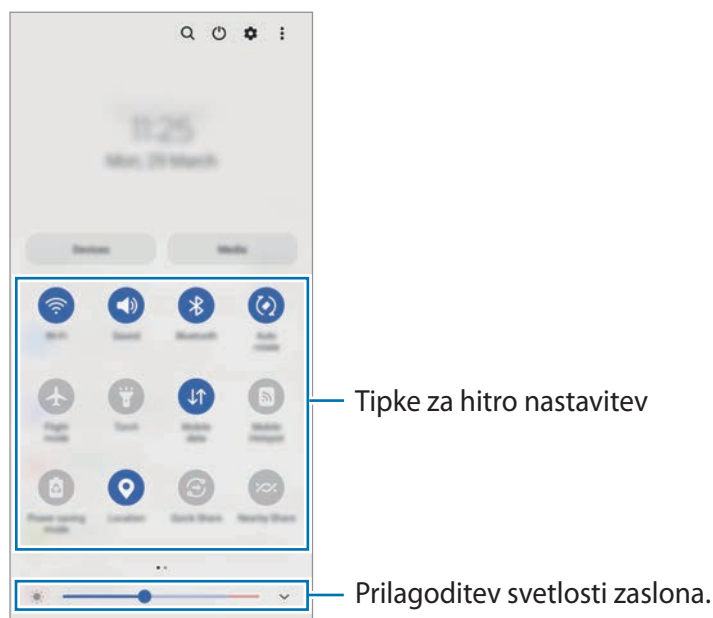 11:25
Mon, 29 March
Devices
Media
Wi-Fi
Sound
Bluetooth
Auto
rotate
Flight
mode
Torch
Mobile
data
Mobile
Hotspot
Tipke za hitro nastavitev
Power saving
mode
Location
Quick Share
Nearby Share
Prilagoditev svetlosti zaslona.